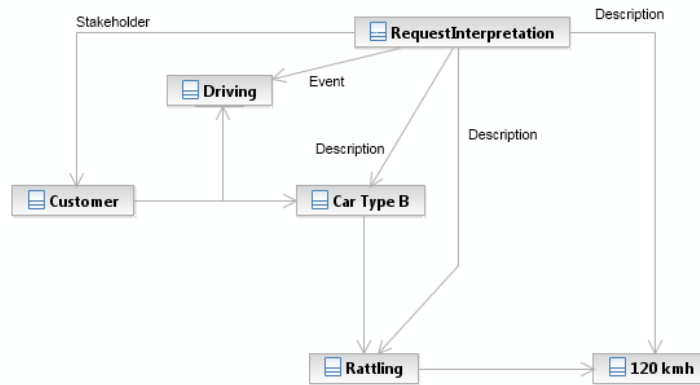 Description
Stakeholder
RequestInterpretation
Driving
Event
Description
Description
Customer
Car Type B
Rattling
120 kmh